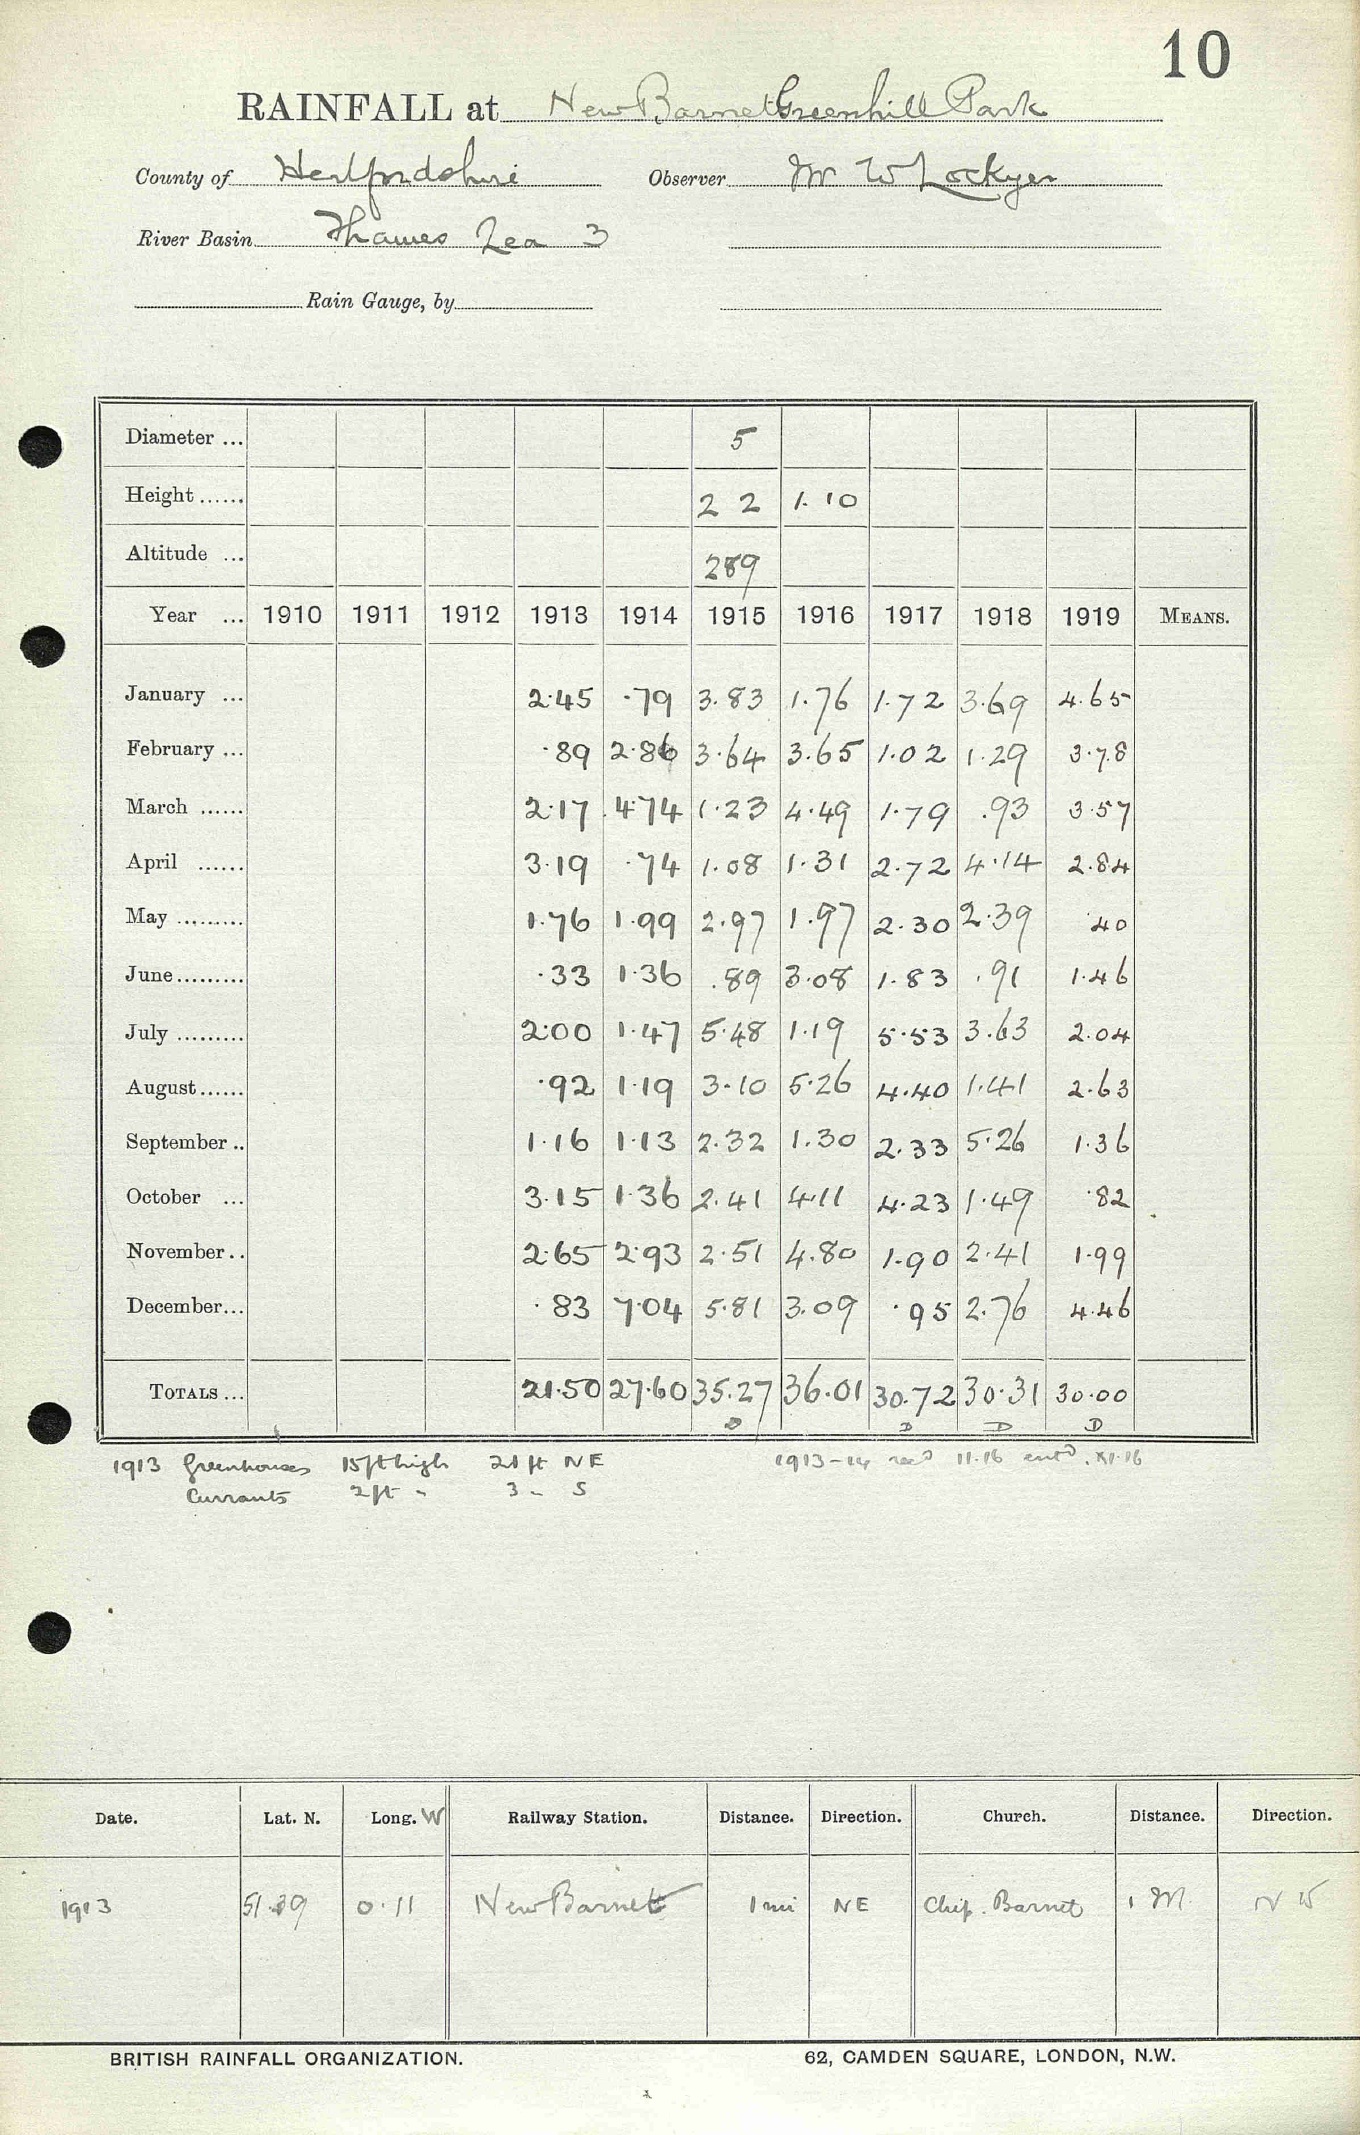 10
RAINFALL at New Barnet Greenhill Park
County of Hertfordshire Observer Mr W Lockyer
River Basin Thames Lea 3
Rain Gauge, by
Diameter ... 5
Height ...... 2 2 1.10
Altitude ... 289
Year ... 1910 1911 1912 1913 1914 1915 1916 1917 1918 1919 MEANS.
January ... 2.45 .79 3.83 1.76 1.72 3.69 4.65
February ... .89 2.86 3.64 3.65 1.02 1.29 3.78
March ...... 2.17 4.74 1.23 4.49 1.79 .93 3.57
April ...... 3.19 .74 1.08 1.31 2.72 4.14 2.84
May ......... 1.76 1.99 2.97 1.97 2.30 2.39 .40
June......... .33 1.36 .89 3.08 1.83 .91 1.46
July ......... 2.00 1.47 5.48 1.19 5.53 3.63 2.04
August...... .92 1.19 3.10 5.26 4.40 1.41 2.63
September .. 1.16 1.13 2.32 1.30 2.33 5.26 1.36
October ... 3.15 1.36 2.41 4.11 4.23 1.49 .82
November .. 2.65 2.93 2.51 4.80 1.90 2.41 1.99
December... .83 7.04 5.81 3.09 .95 2.76 4.46
TOTALS ... 21.50 27.60 35.27 36.01 30.72 30.31 30.00
D D D D
1913 Greenhouses 15ft high 21 ft NE 1913-14 recd 11.16 entd. XI.16
Currants 2ft " 3 " S
Date. Lat. N. Long. W Railway Station. Distance. Direction. Church. Distance. Direction.
1913 51.39 0.11 New Barnet 1 mi NE Chip. Barnet 1 M. N W
BRITISH RAINFALL ORGANIZATION. 62, CAMDEN SQUARE, LONDON, N.W.